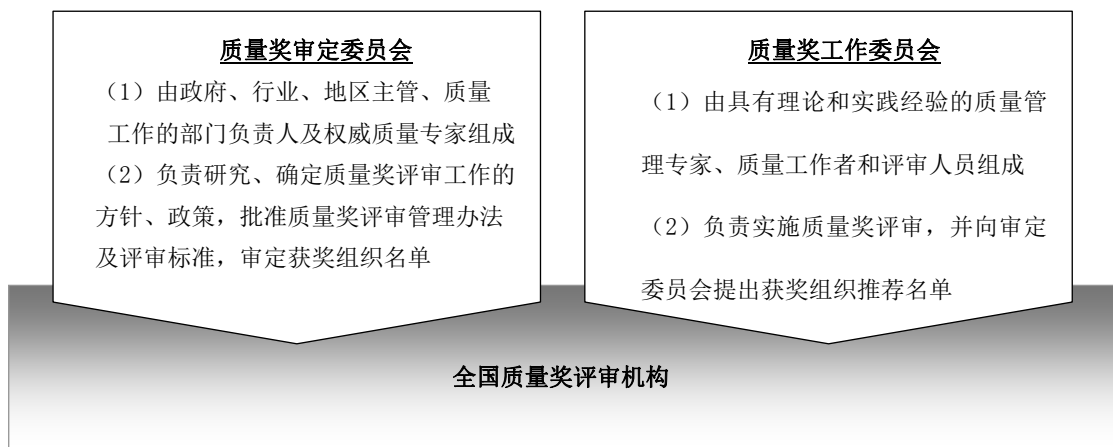 质量奖审定委员会
（1）由政府、行业、地区主管、质量
工作的部门负责人及权威质量专家组成
（2）负责研究、确定质量奖评审工作的
方针、政策，批准质量奖评审管理办法
及评审标准，审定获奖组织名单
质量奖工作委员会
（1）由具有理论和实践经验的质量管
理专家、质量工作者和评审人员组成
（2）负责实施质量奖评审，并向审定
委员会提出获奖组织推荐名单
全国质量奖评审机构